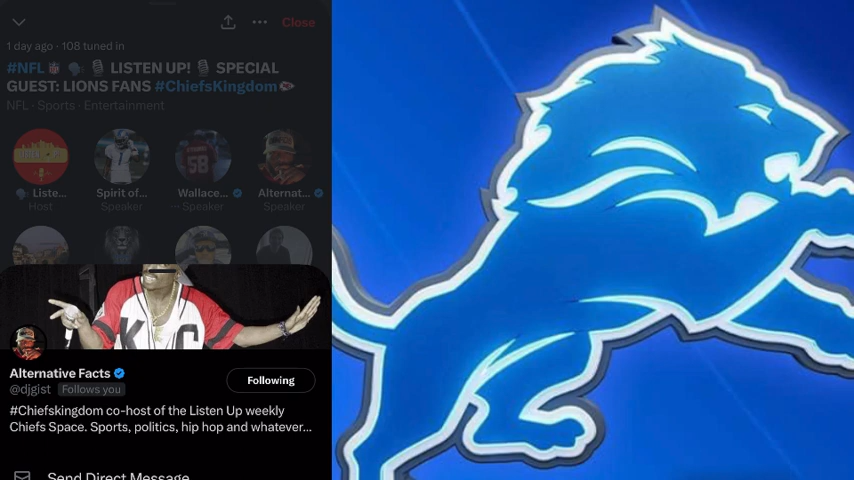 Close
1 day ago · 108 tuned in
#NFL 🗣 🎙 LISTEN UP! 🎙 SPECIAL
GUEST: LIONS FANS #ChiefsKingdom
NFL · Sports · Entertainment
Liste...
Spirit of...
Wallace...
Alternat...
Host
Speaker
Speaker
Speaker
1
58
K C
Alternative Facts
@djgist Follows you
Following
#Chiefskingdom co-host of the Listen Up weekly
Chiefs Space. Sports, politics, hip hop and whatever...
Send Direct Message